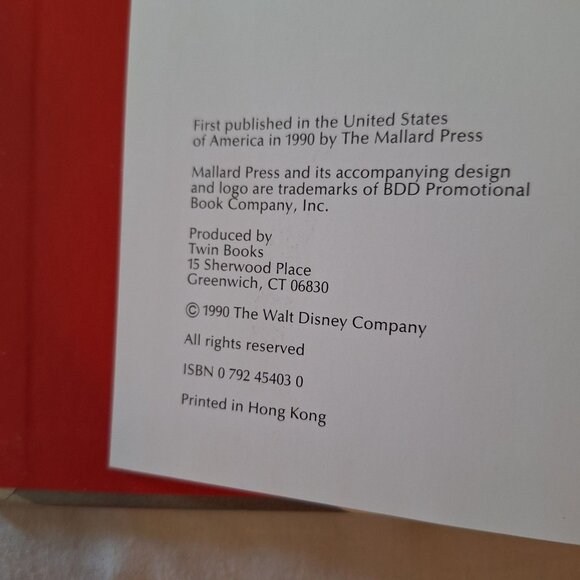 First published in the United States
of America in 1990 by The Mallard Press
Mallard Press and its accompanying design
and logo are trademarks of BDD Promotional
Book Company, Inc.
Produced by
Twin Books
15 Sherwood Place
Greenwich, CT 06830
© 1990 The Walt Disney Company
All rights reserved
ISBN 0 792 45403 0
Printed in Hong Kong